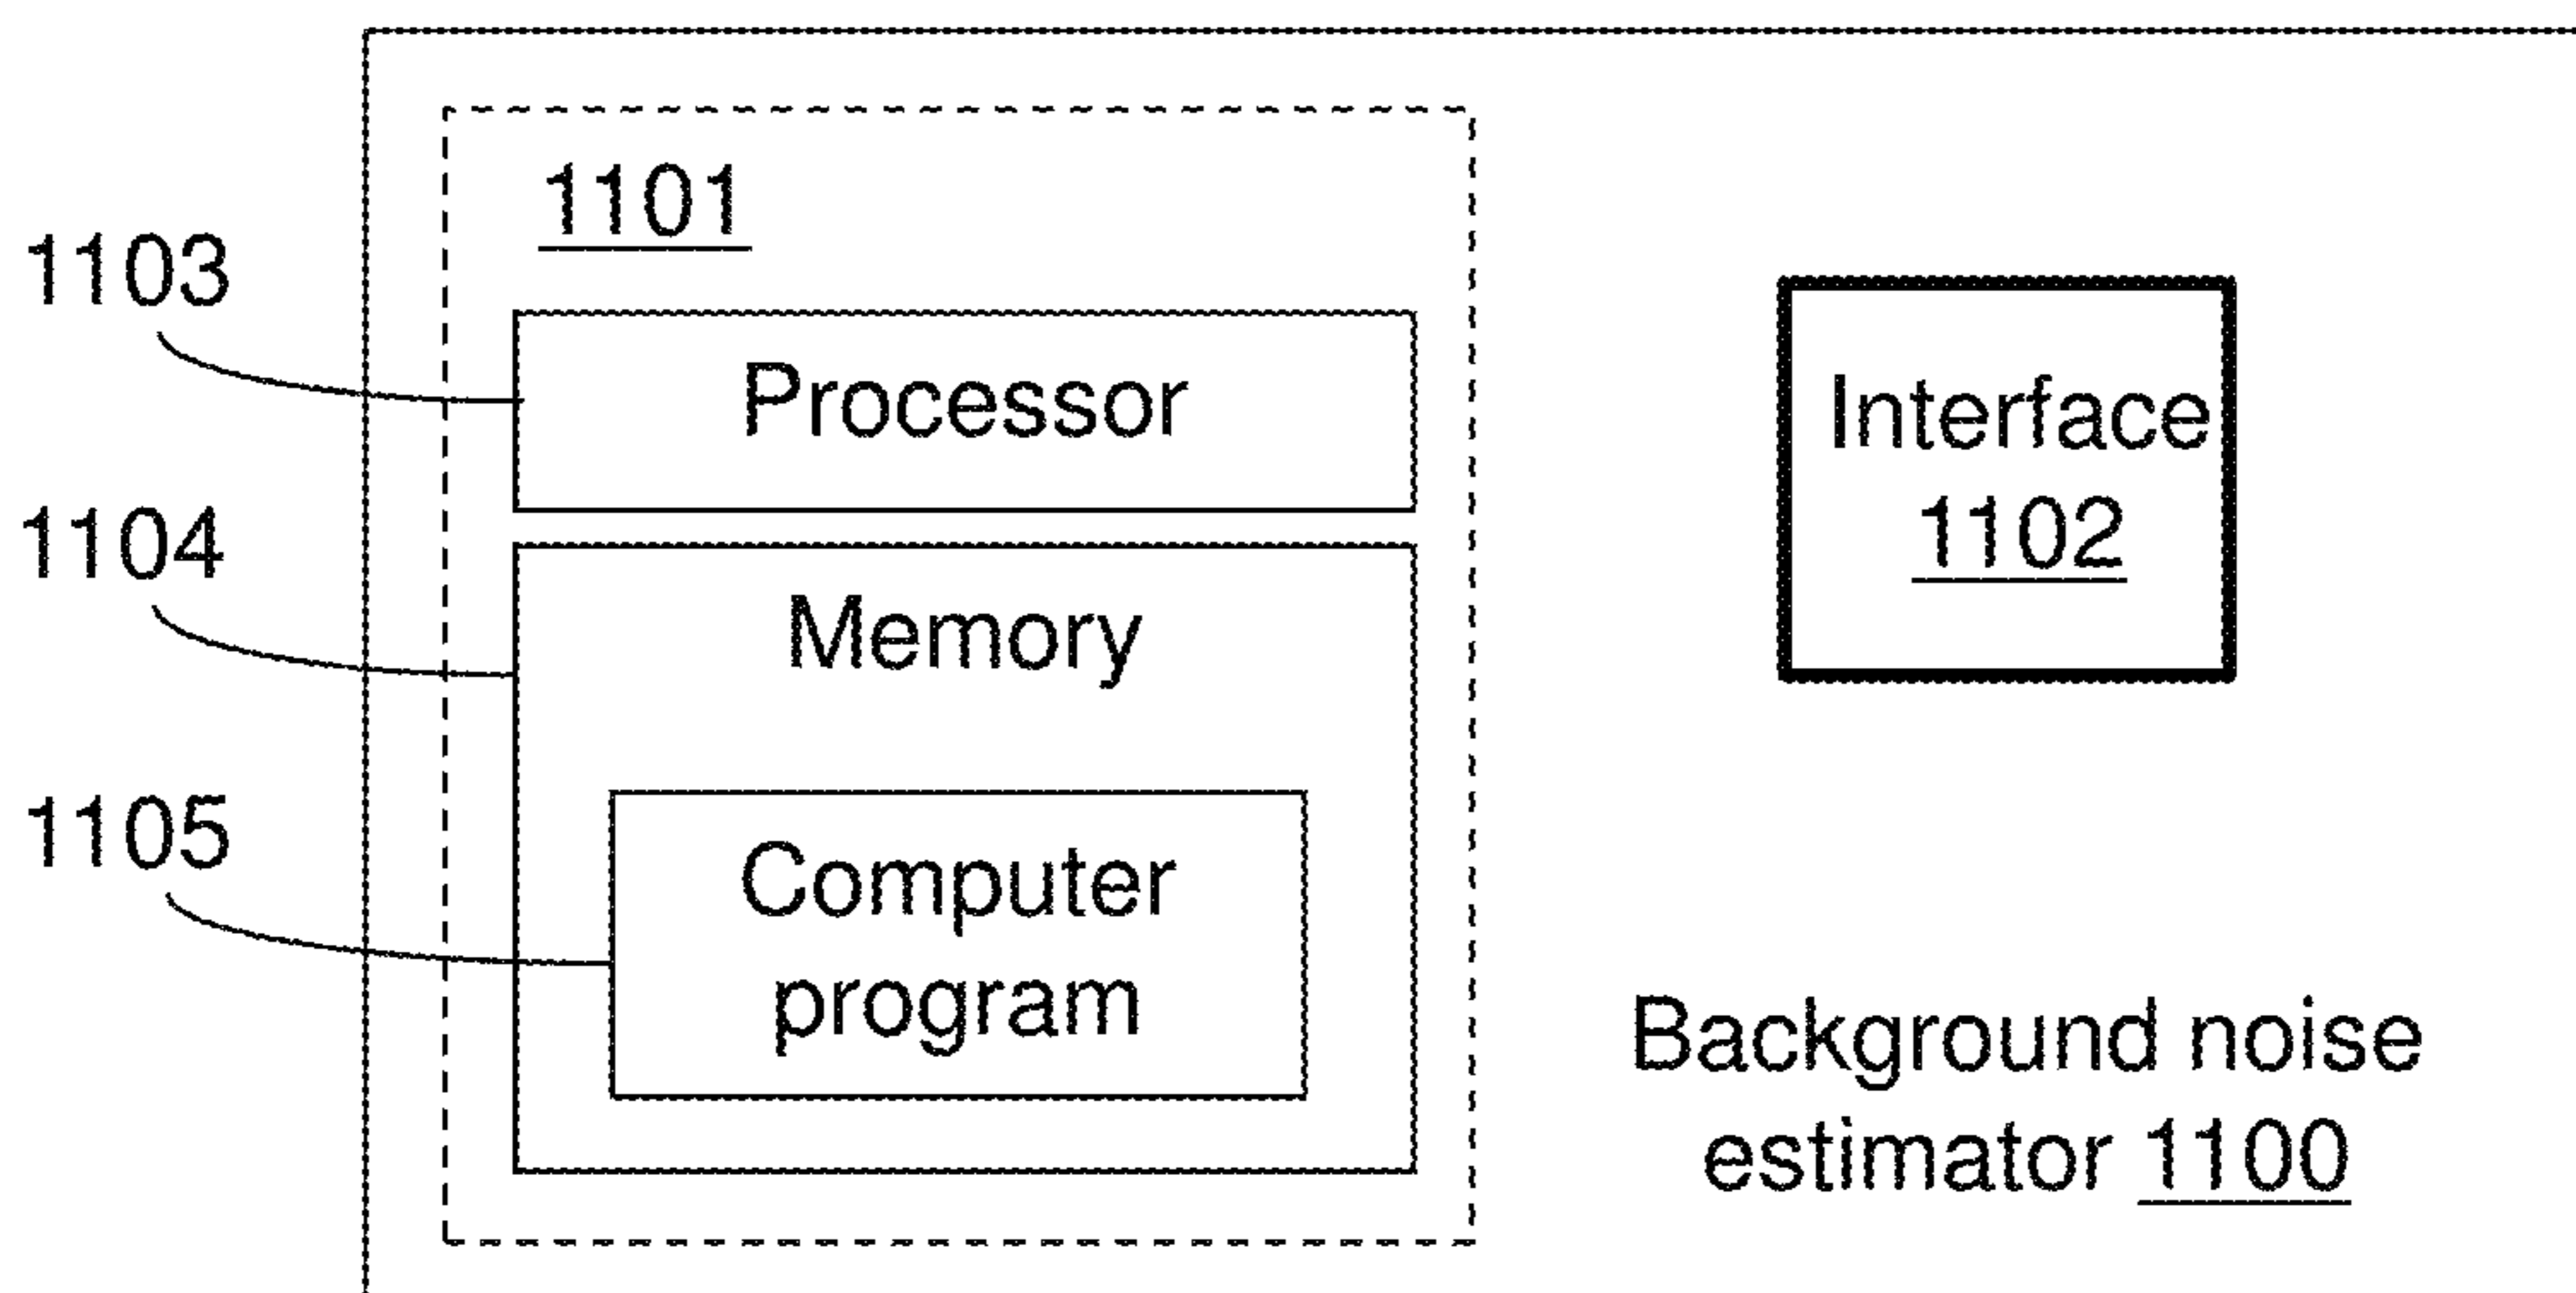 1101
1103
Processor
Interface
1102
1104
Memory
1105
Computer
program
Background noise
estimator 1100